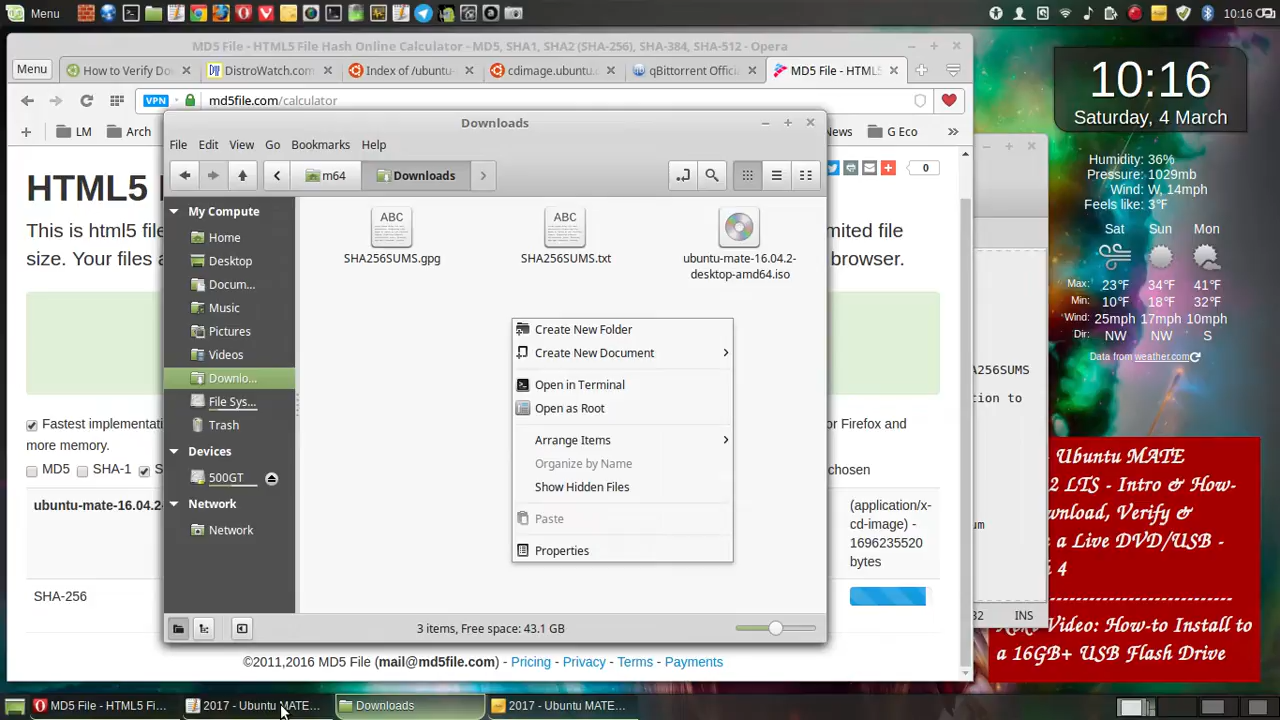 Menu
10:16
MD5 File - HTML5 File Hash Online Calculator - MD5, SHA1, SHA2 (SHA-256), SHA-384, SHA-512 - Opera
Menu
How to Verify Do
DistroWatch.com
Index of /ubuntu-
cdimage.ubuntu.
qBittorrent Offici
MD5 File - HTML5
VPN
md5file.com/calculator
LM
Arch
News
G Eco
»
HTML5
This is html5 file
mited file
size. Your files a
browser.
0
Fastest implementati
or Firefox and
more memory.
MD5
SHA-1
chosen
ubuntu-mate-16.04.2
(application/x-
cd-image) -
1696235520
bytes
SHA-256
©2011,2016 MD5 File (mail@md5file.com) - Pricing - Privacy - Terms - Payments
Downloads
File
Edit
View
Go
Bookmarks
Help
m64
Downloads
My Compute
Home
Desktop
Docum...
Music
Pictures
Videos
Downlo...
File Sys...
Trash
Devices
500GT
Network
Network
ABC
SHA256SUMS.gpg
ABC
SHA256SUMS.txt
ubuntu-mate-16.04.2-
desktop-amd64.iso
Create New Folder
Create New Document
Open in Terminal
Open as Root
Arrange Items
Organize by Name
Show Hidden Files
Paste
Properties
3 items, Free space: 43.1 GB
A256SUMS
ion to
um
32
INS
10:16
Saturday, 4 March
Humidity: 36%
Pressure: 1029mb
Wind: W, 14mph
Feels like: 3°F
Sat
Sun
Mon
Max: 23°F 34°F 41°F
Min: 10°F 18°F 32°F
Wind: 25mph 17mph 10mph
Dir: NW NW S
Data from weather.com
- Ubuntu MATE
2 LTS - Intro & How-
wnload, Verify &
a Live DVD/USB -
4
-----------------------------
Video: How-to Install to
a 16GB+ USB Flash Drive
MD5 File - HTML5 Fi...
2017 - Ubuntu MATE...
Downloads
2017 - Ubuntu MATE...